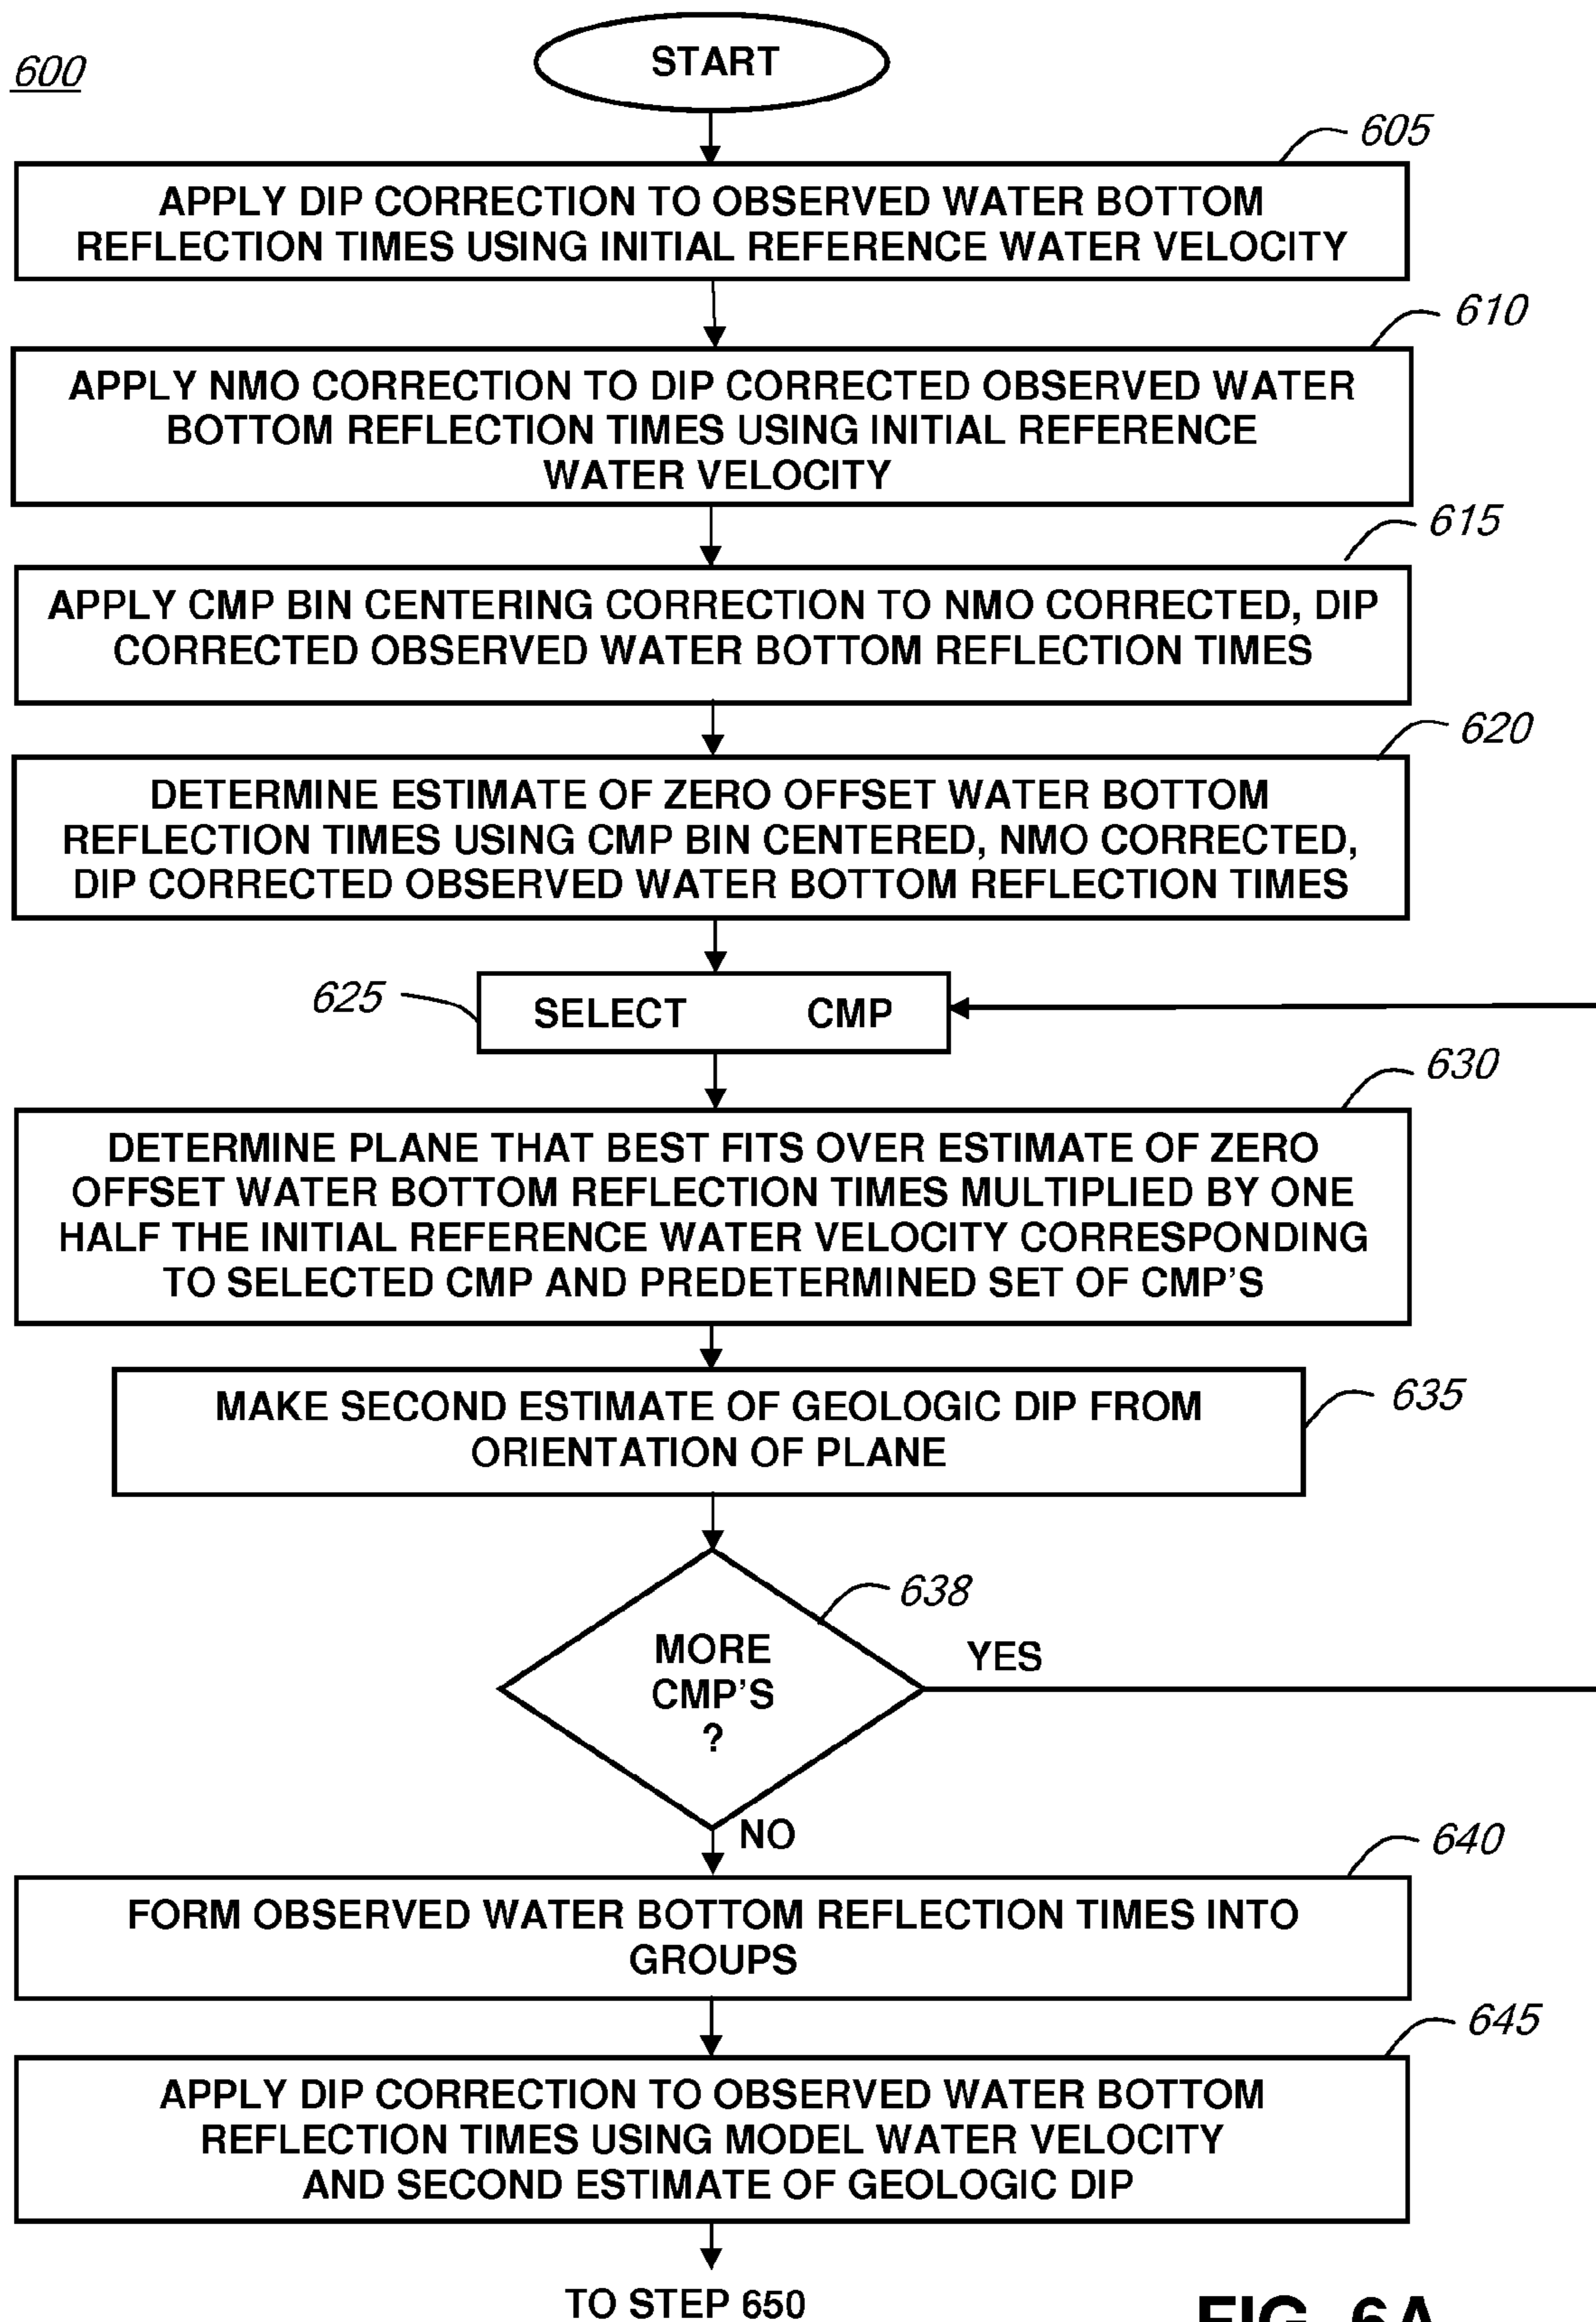 600
START
605
APPLY DIP CORRECTION TO OBSERVED WATER BOTTOM
REFLECTION TIMES USING INITIAL REFERENCE WATER VELOCITY
610
APPLY NMO CORRECTION TO DIP CORRECTED OBSERVED WATER
BOTTOM REFLECTION TIMES USING INITIAL REFERENCE
WATER VELOCITY
615
APPLY CMP BIN CENTERING CORRECTION TO NMO CORRECTED, DIP
CORRECTED OBSERVED WATER BOTTOM REFLECTION TIMES
620
DETERMINE ESTIMATE OF ZERO OFFSET WATER BOTTOM
REFLECTION TIMES USING CMP BIN CENTERED, NMO CORRECTED,
DIP CORRECTED OBSERVED WATER BOTTOM REFLECTION TIMES
625
SELECT CMP
630
DETERMINE PLANE THAT BEST FITS OVER ESTIMATE OF ZERO
OFFSET WATER BOTTOM REFLECTION TIMES MULTIPLIED BY ONE
HALF THE INITIAL REFERENCE WATER VELOCITY CORRESPONDING
TO SELECTED CMP AND PREDETERMINED SET OF CMP'S
635
MAKE SECOND ESTIMATE OF GEOLOGIC DIP FROM
ORIENTATION OF PLANE
638
MORE
CMP'S
?
YES
NO
640
FORM OBSERVED WATER BOTTOM REFLECTION TIMES INTO
GROUPS
645
APPLY DIP CORRECTION TO OBSERVED WATER BOTTOM
REFLECTION TIMES USING MODEL WATER VELOCITY
AND SECOND ESTIMATE OF GEOLOGIC DIP
TO STEP 650
FIG. 6A